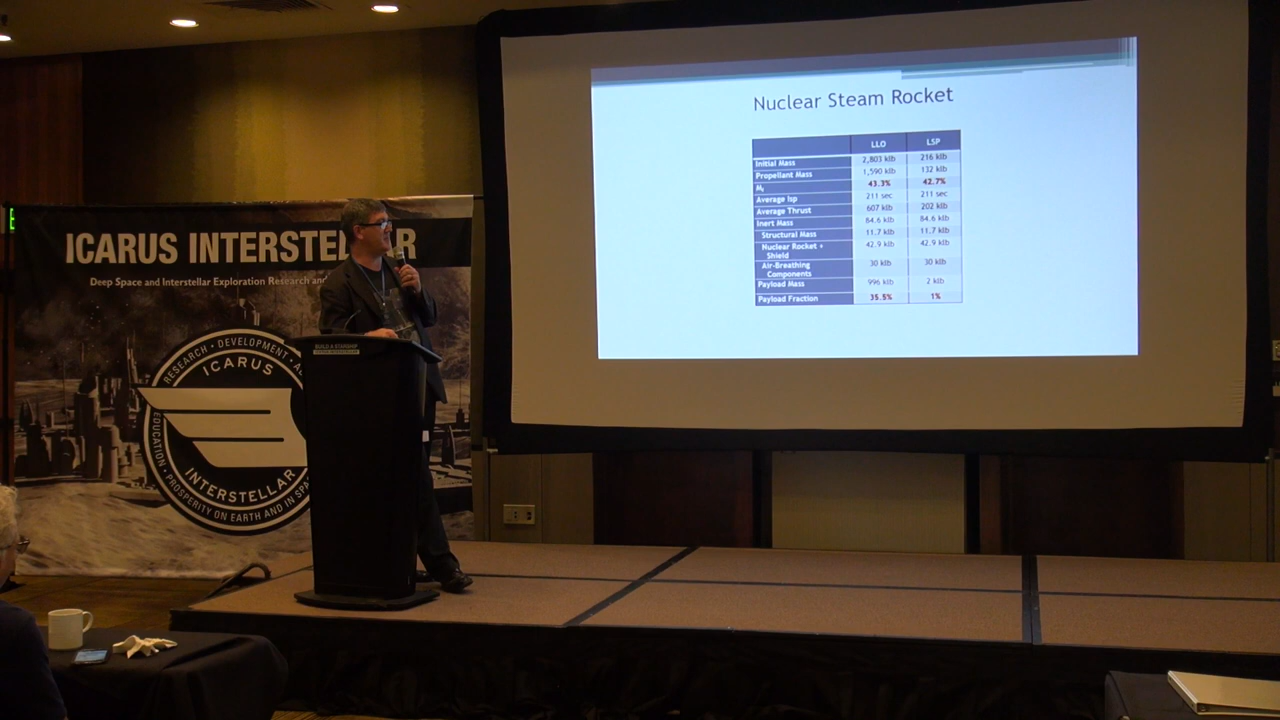 Nuclear Steam Rocket
LLO LSP
Initial Mass 2,803 klb 216 klb
Propellant Mass 1,590 klb 132 klb
Mf 43.3% 42.7%
Average Isp 211 sec 211 sec
Average Thrust 607 klb 202 klb
Inert Mass 84.6 klb 84.6 klb
Structural Mass 11.7 klb 11.7 klb
Nuclear Rocket + Shield 42.9 klb 42.9 klb
Air-Breathing Components 30 klb 30 klb
Payload Mass 996 klb 2 klb
Payload Fraction 35.5% 1%
E
ICARUS INTERSTELLAR
Deep Space and Interstellar Exploration Research and
RESEARCH • DEVELOPMENT •
ICARUS
INTERSTELLAR
EDUCATION • PROSPERITY ON EARTH AND IN
BUILD A STARSHIP